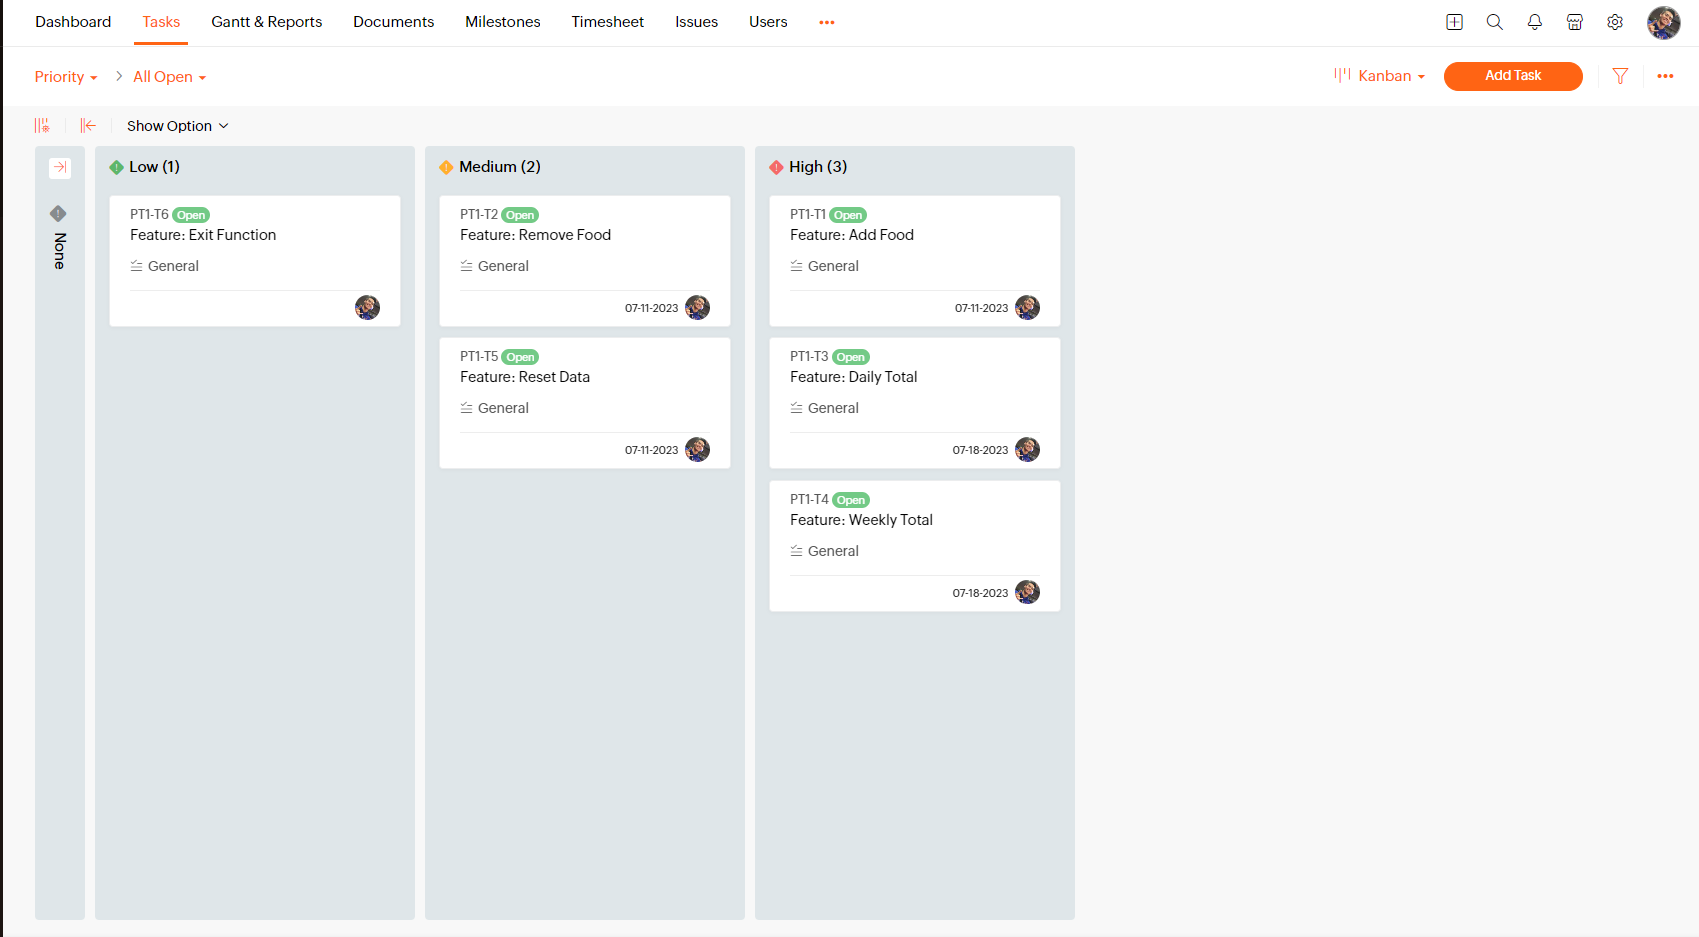 Dashboard Tasks Gantt & Reports Documents Milestones Timesheet Issues Users
Priority All Open Kanban Add Task
Show Option
None
Low (1)
PT1-T6 Open
Feature: Exit Function
General
Medium (2)
PT1-T2 Open
Feature: Remove Food
General
07-11-2023
PT1-T5 Open
Feature: Reset Data
General
07-11-2023
High (3)
PT1-T1 Open
Feature: Add Food
General
07-11-2023
PT1-T3 Open
Feature: Daily Total
General
07-18-2023
PT1-T4 Open
Feature: Weekly Total
General
07-18-2023